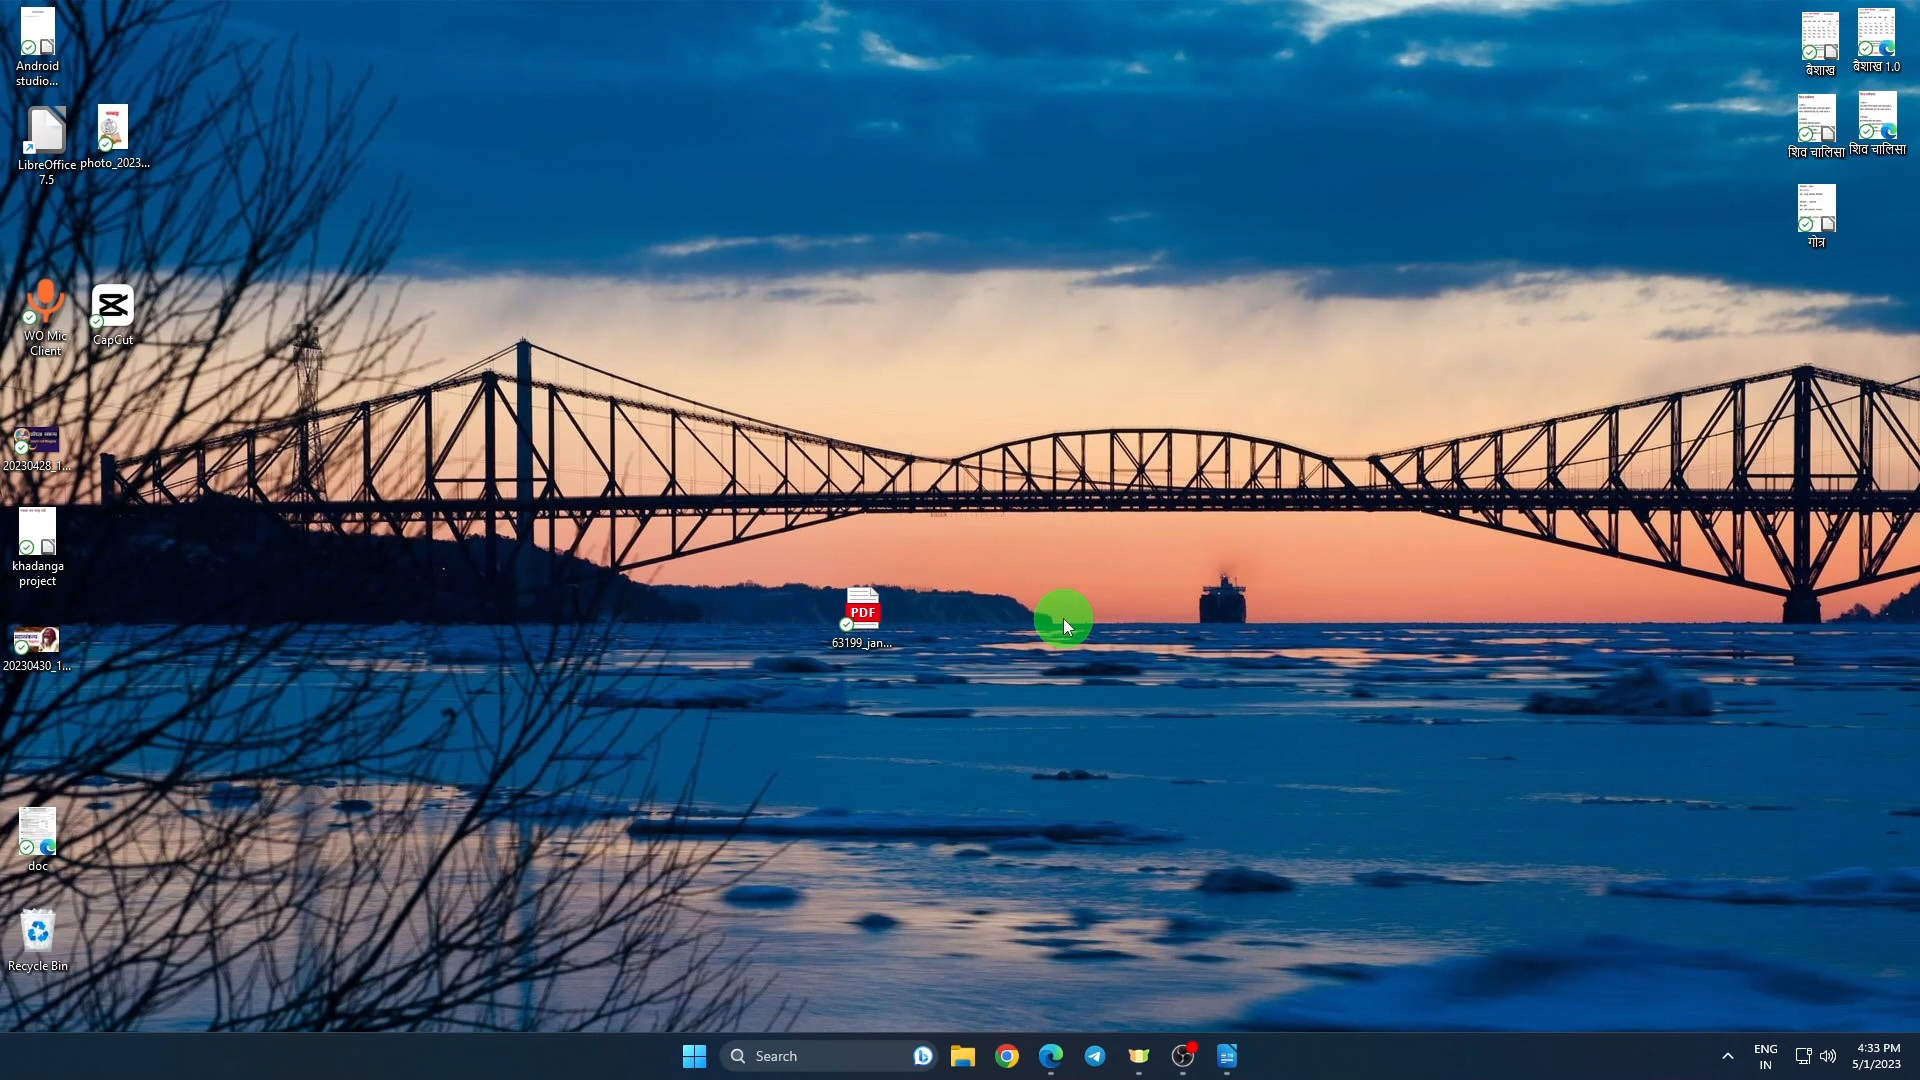 Android
studio...
LibreOffice
7.5
photo_2023...
WO Mic
Client
CapCut
20230428_1...
khadanga
project
20230430_1...
doc
Recycle Bin
PDF
63199_jan...
बैशाख
बैशाख 1.0
शिव चालिसा
शिव चालिसा
गोत्र
Search
ENG
IN
4:33 PM
5/1/2023